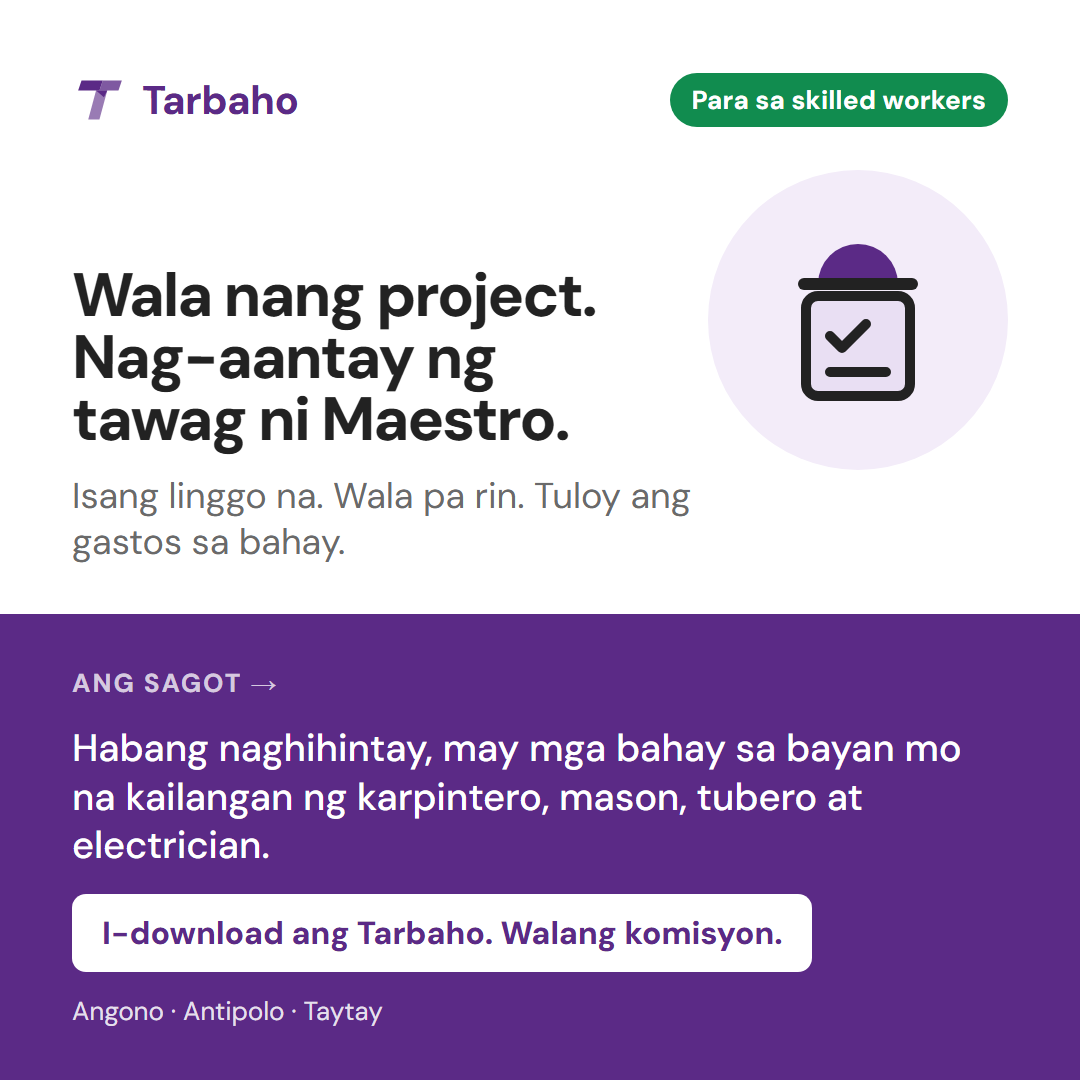 Tarbaho
Para sa skilled workers
Wala nang project.
Nag-aantay ng
tawag ni Maestro.
Isang linggo na. Wala pa rin. Tuloy ang
gastos sa bahay.
ANG SAGOT →
Habang naghihintay, may mga bahay sa bayan mo
na kailangan ng karpintero, mason, tubero at
electrician.
I-download ang Tarbaho. Walang komisyon.
Angono · Antipolo · Taytay